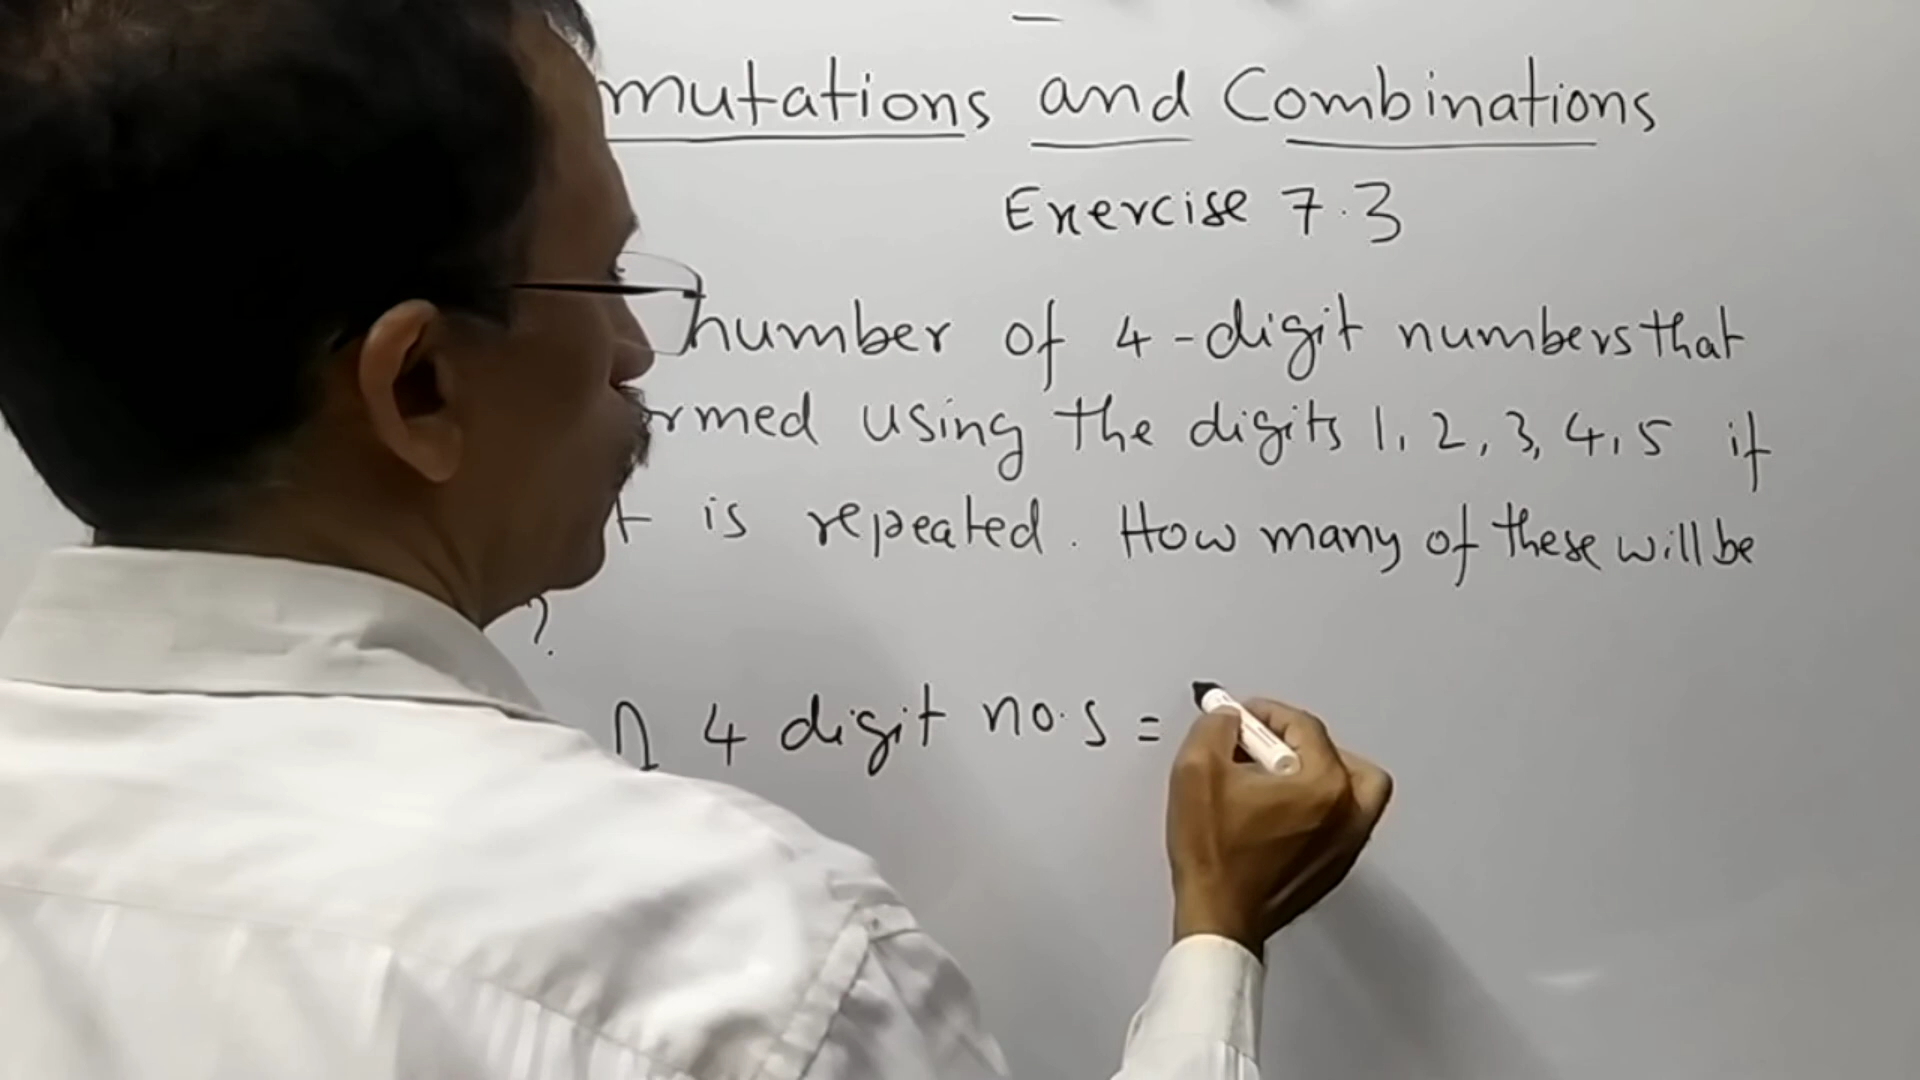 mutations and Combinations
Exercise 7.3
number of 4-digit numbers that
rmed using the digits 1, 2, 3, 4, 5 if
t is repeated. How many of these will be
?
4 digit no.s =